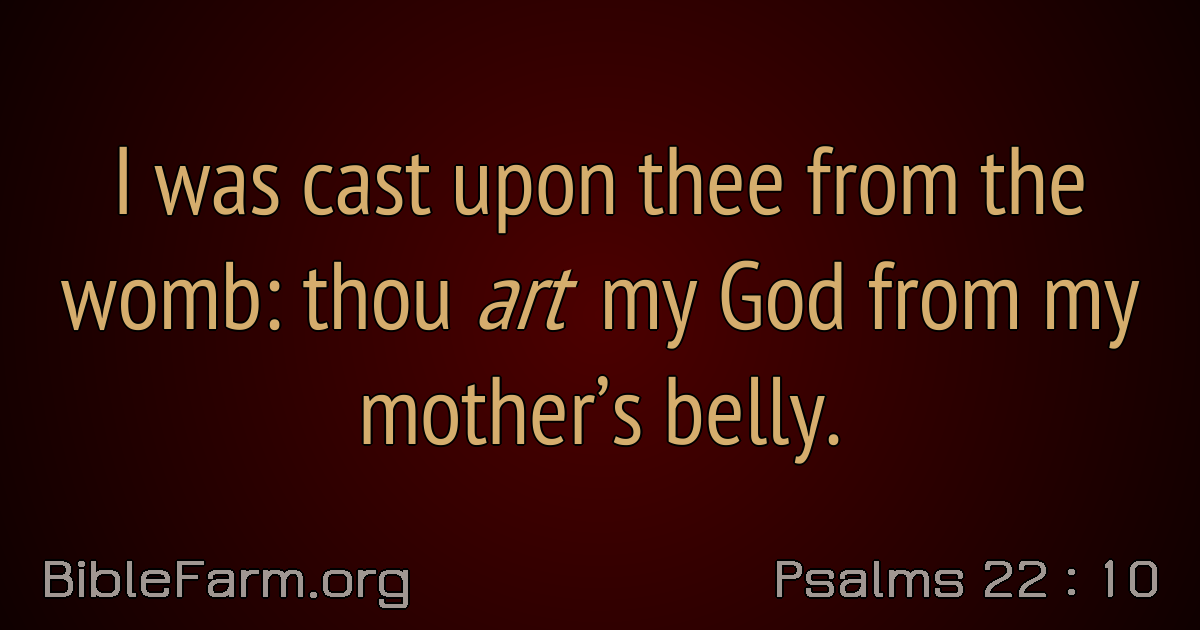 I was cast upon thee from the
womb: thou art my God from my
mother’s belly.
BibleFarm.org
Psalms 22 : 10